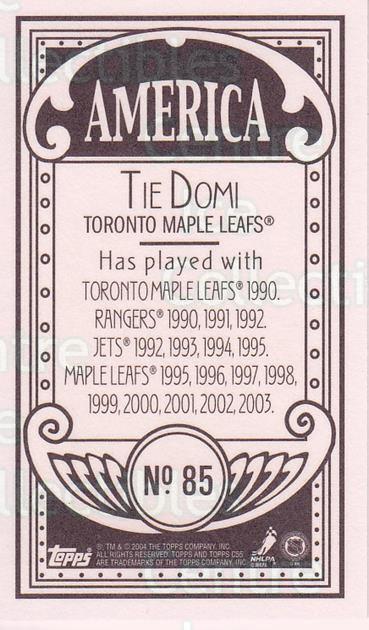 AMERICA
TIE DOMI
TORONTO MAPLE LEAFS®
Has played with
TORONTO MAPLE LEAFS® 1990.
RANGERS® 1990, 1991, 1992.
JETS® 1992, 1993, 1994, 1995.
MAPLE LEAFS® 1995, 1996, 1997, 1998,
1999, 2000, 2001, 2002, 2003.
Nº 85
topps
®, TM & © 2004 THE TOPPS COMPANY, INC.
ALL RIGHTS RESERVED. TOPPS AND TOPPS C55
ARE TRADEMARKS OF THE TOPPS COMPANY, INC.
NHLPA